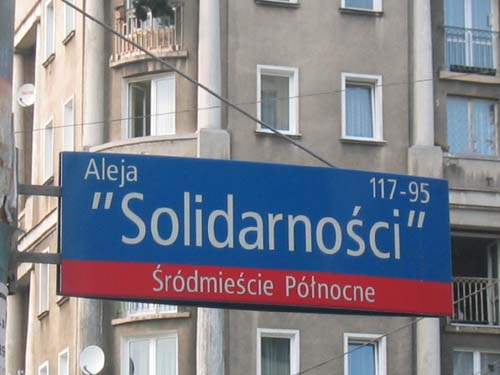 Aleja
117-95
"Solidarności"
Śródmieście Północne